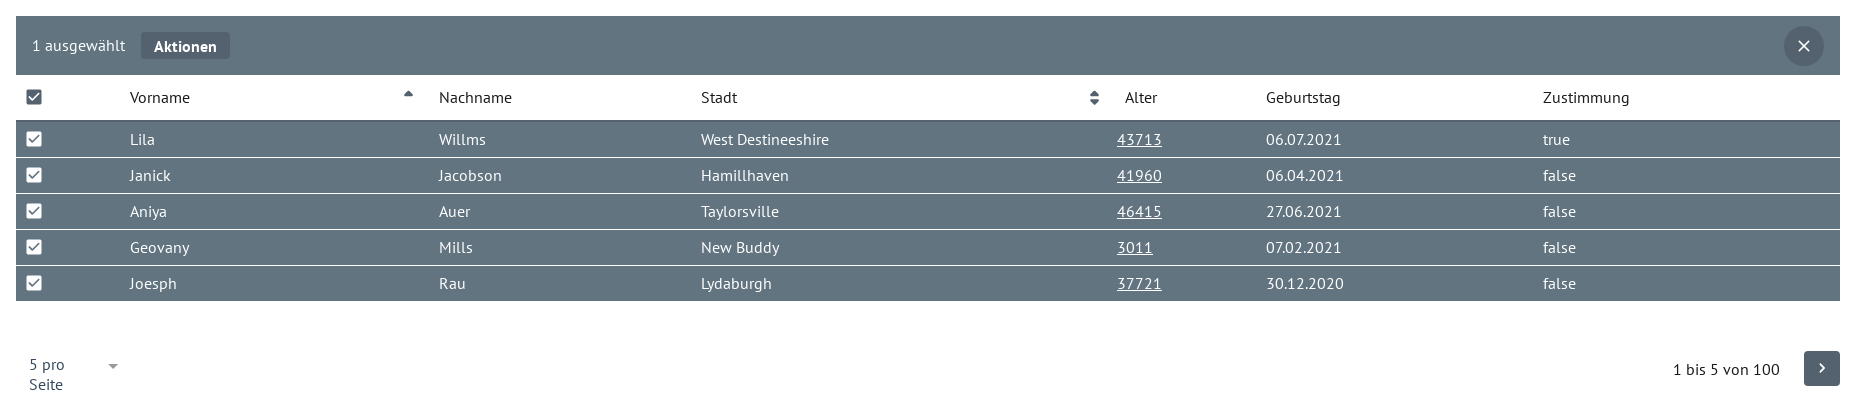 1 ausgewählt Aktionen
Vorname Nachname Stadt Alter Geburtstag Zustimmung
Lila Willms West Destineeshire 43713 06.07.2021 true
Janick Jacobson Hamillhaven 41960 06.04.2021 false
Aniya Auer Taylorsville 46415 27.06.2021 false
Geovany Mills New Buddy 3011 07.02.2021 false
Joesph Rau Lydaburgh 37721 30.12.2020 false
5 pro
Seite
1 bis 5 von 100